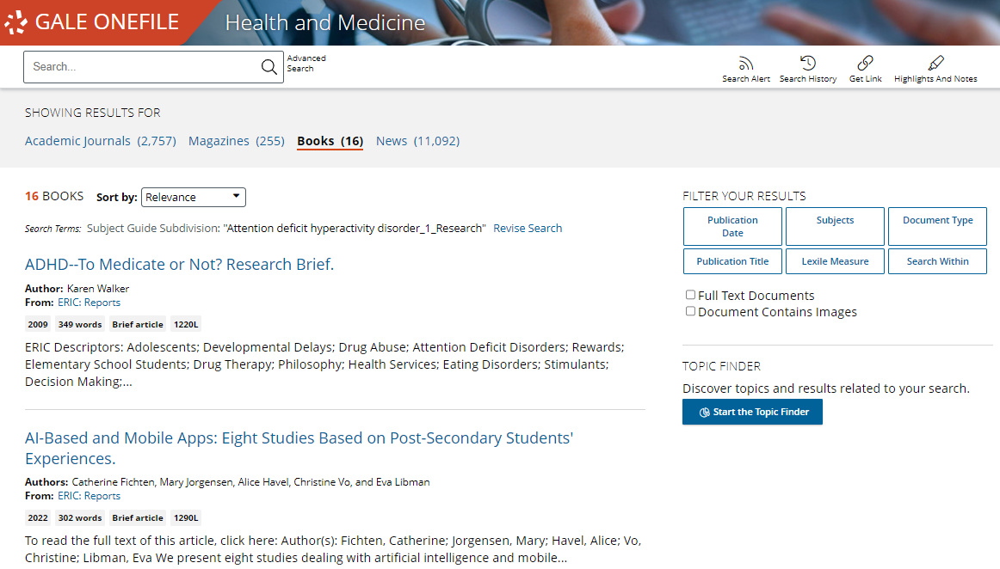 GALE ONEFILE
Health and Medicine
Search...
Advanced
Search
Search Alert
Search History
Get Link
Highlights And Notes
SHOWING RESULTS FOR
Academic Journals (2,757)
Magazines (255)
Books (16)
News (11,092)
16 BOOKS
Sort by:
Relevance
Search Terms: Subject Guide Subdivision: "Attention deficit hyperactivity disorder_1_Research" Revise Search
ADHD--To Medicate or Not? Research Brief.
Author: Karen Walker
From: ERIC: Reports
2009 349 words Brief article 1220L
ERIC Descriptors: Adolescents; Developmental Delays; Drug Abuse; Attention Deficit Disorders; Rewards;
Elementary School Students; Drug Therapy; Philosophy; Health Services; Eating Disorders; Stimulants;
Decision Making;...
AI-Based and Mobile Apps: Eight Studies Based on Post-Secondary Students'
Experiences.
Authors: Catherine Fichten, Mary Jorgensen, Alice Havel, Christine Vo, and Eva Libman
From: ERIC: Reports
2022 302 words Brief article 1290L
To read the full text of this article, click here: Author(s): Fichten, Catherine; Jorgensen, Mary; Havel, Alice; Vo,
Christine; Libman, Eva We present eight studies dealing with artificial intelligence and mobile...
FILTER YOUR RESULTS
Publication
Date
Subjects
Document Type
Publication Title
Lexile Measure
Search Within
Full Text Documents
Document Contains Images
TOPIC FINDER
Discover topics and results related to your search.
Start the Topic Finder